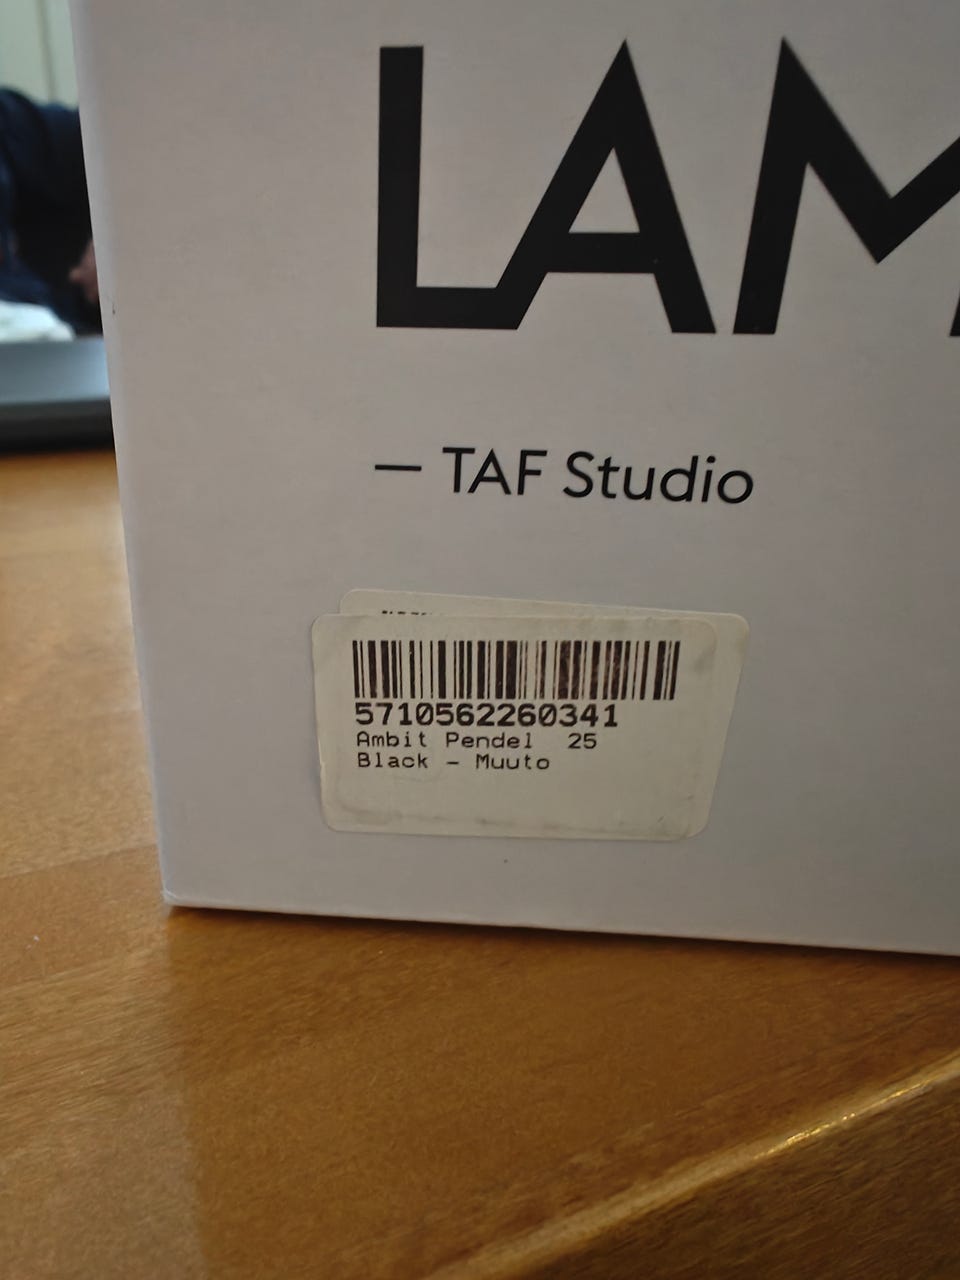 LAM
— TAF Studio
5710562260341
Ambit Pendel 25
Black - Muuto